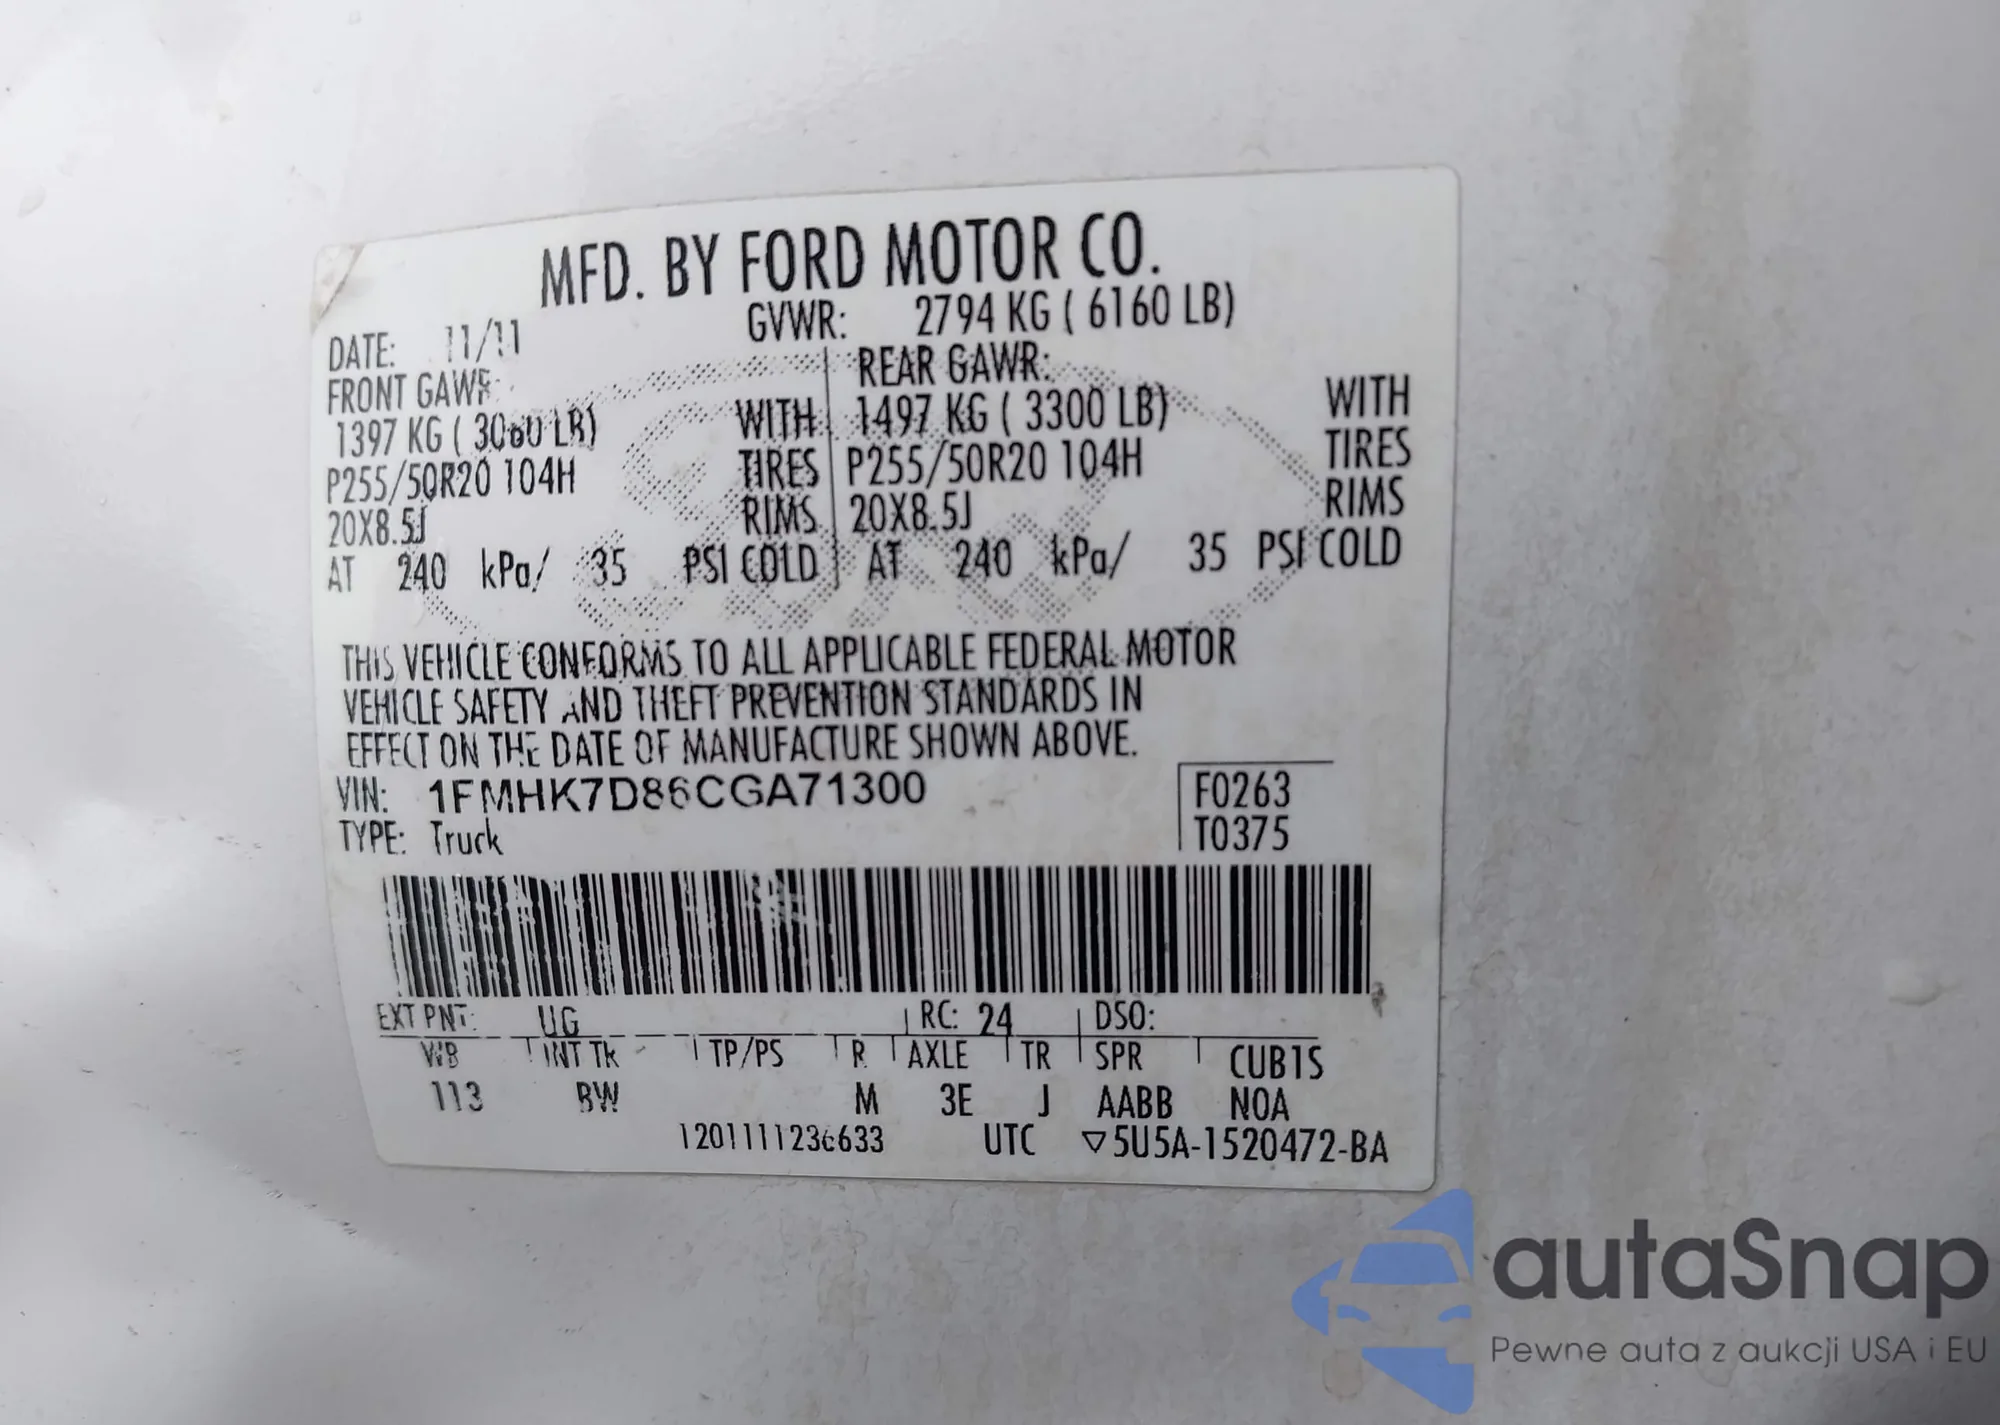 MFD. BY FORD MOTOR CO.
DATE: 11/11 GVWR: 2794 KG ( 6160 LB)
FRONT GAWR: REAR GAWR:
1397 KG ( 3080 LB) WITH 1497 KG ( 3300 LB) WITH
P255/50R20 104H TIRES P255/50R20 104H TIRES
20X8.5J RIMS 20X8.5J RIMS
AT 240 kPa/ 35 PSI COLD AT 240 kPa/ 35 PSI COLD
THIS VEHICLE CONFORMS TO ALL APPLICABLE FEDERAL MOTOR
VEHICLE SAFETY AND THEFT PREVENTION STANDARDS IN
EFFECT ON THE DATE OF MANUFACTURE SHOWN ABOVE.
VIN: 1FMHK7D86CGA71300 F0263
TYPE: Truck T0375
EXT PNT: UG RC: 24 DSO:
WB INT TR TP/PS R AXLE TR SPR CUB1S
113 BW M 3E J AABB NOA
UTC ▽5U5A-1520472-BA
autaSnap
Pewne auta z aukcji USA i EU